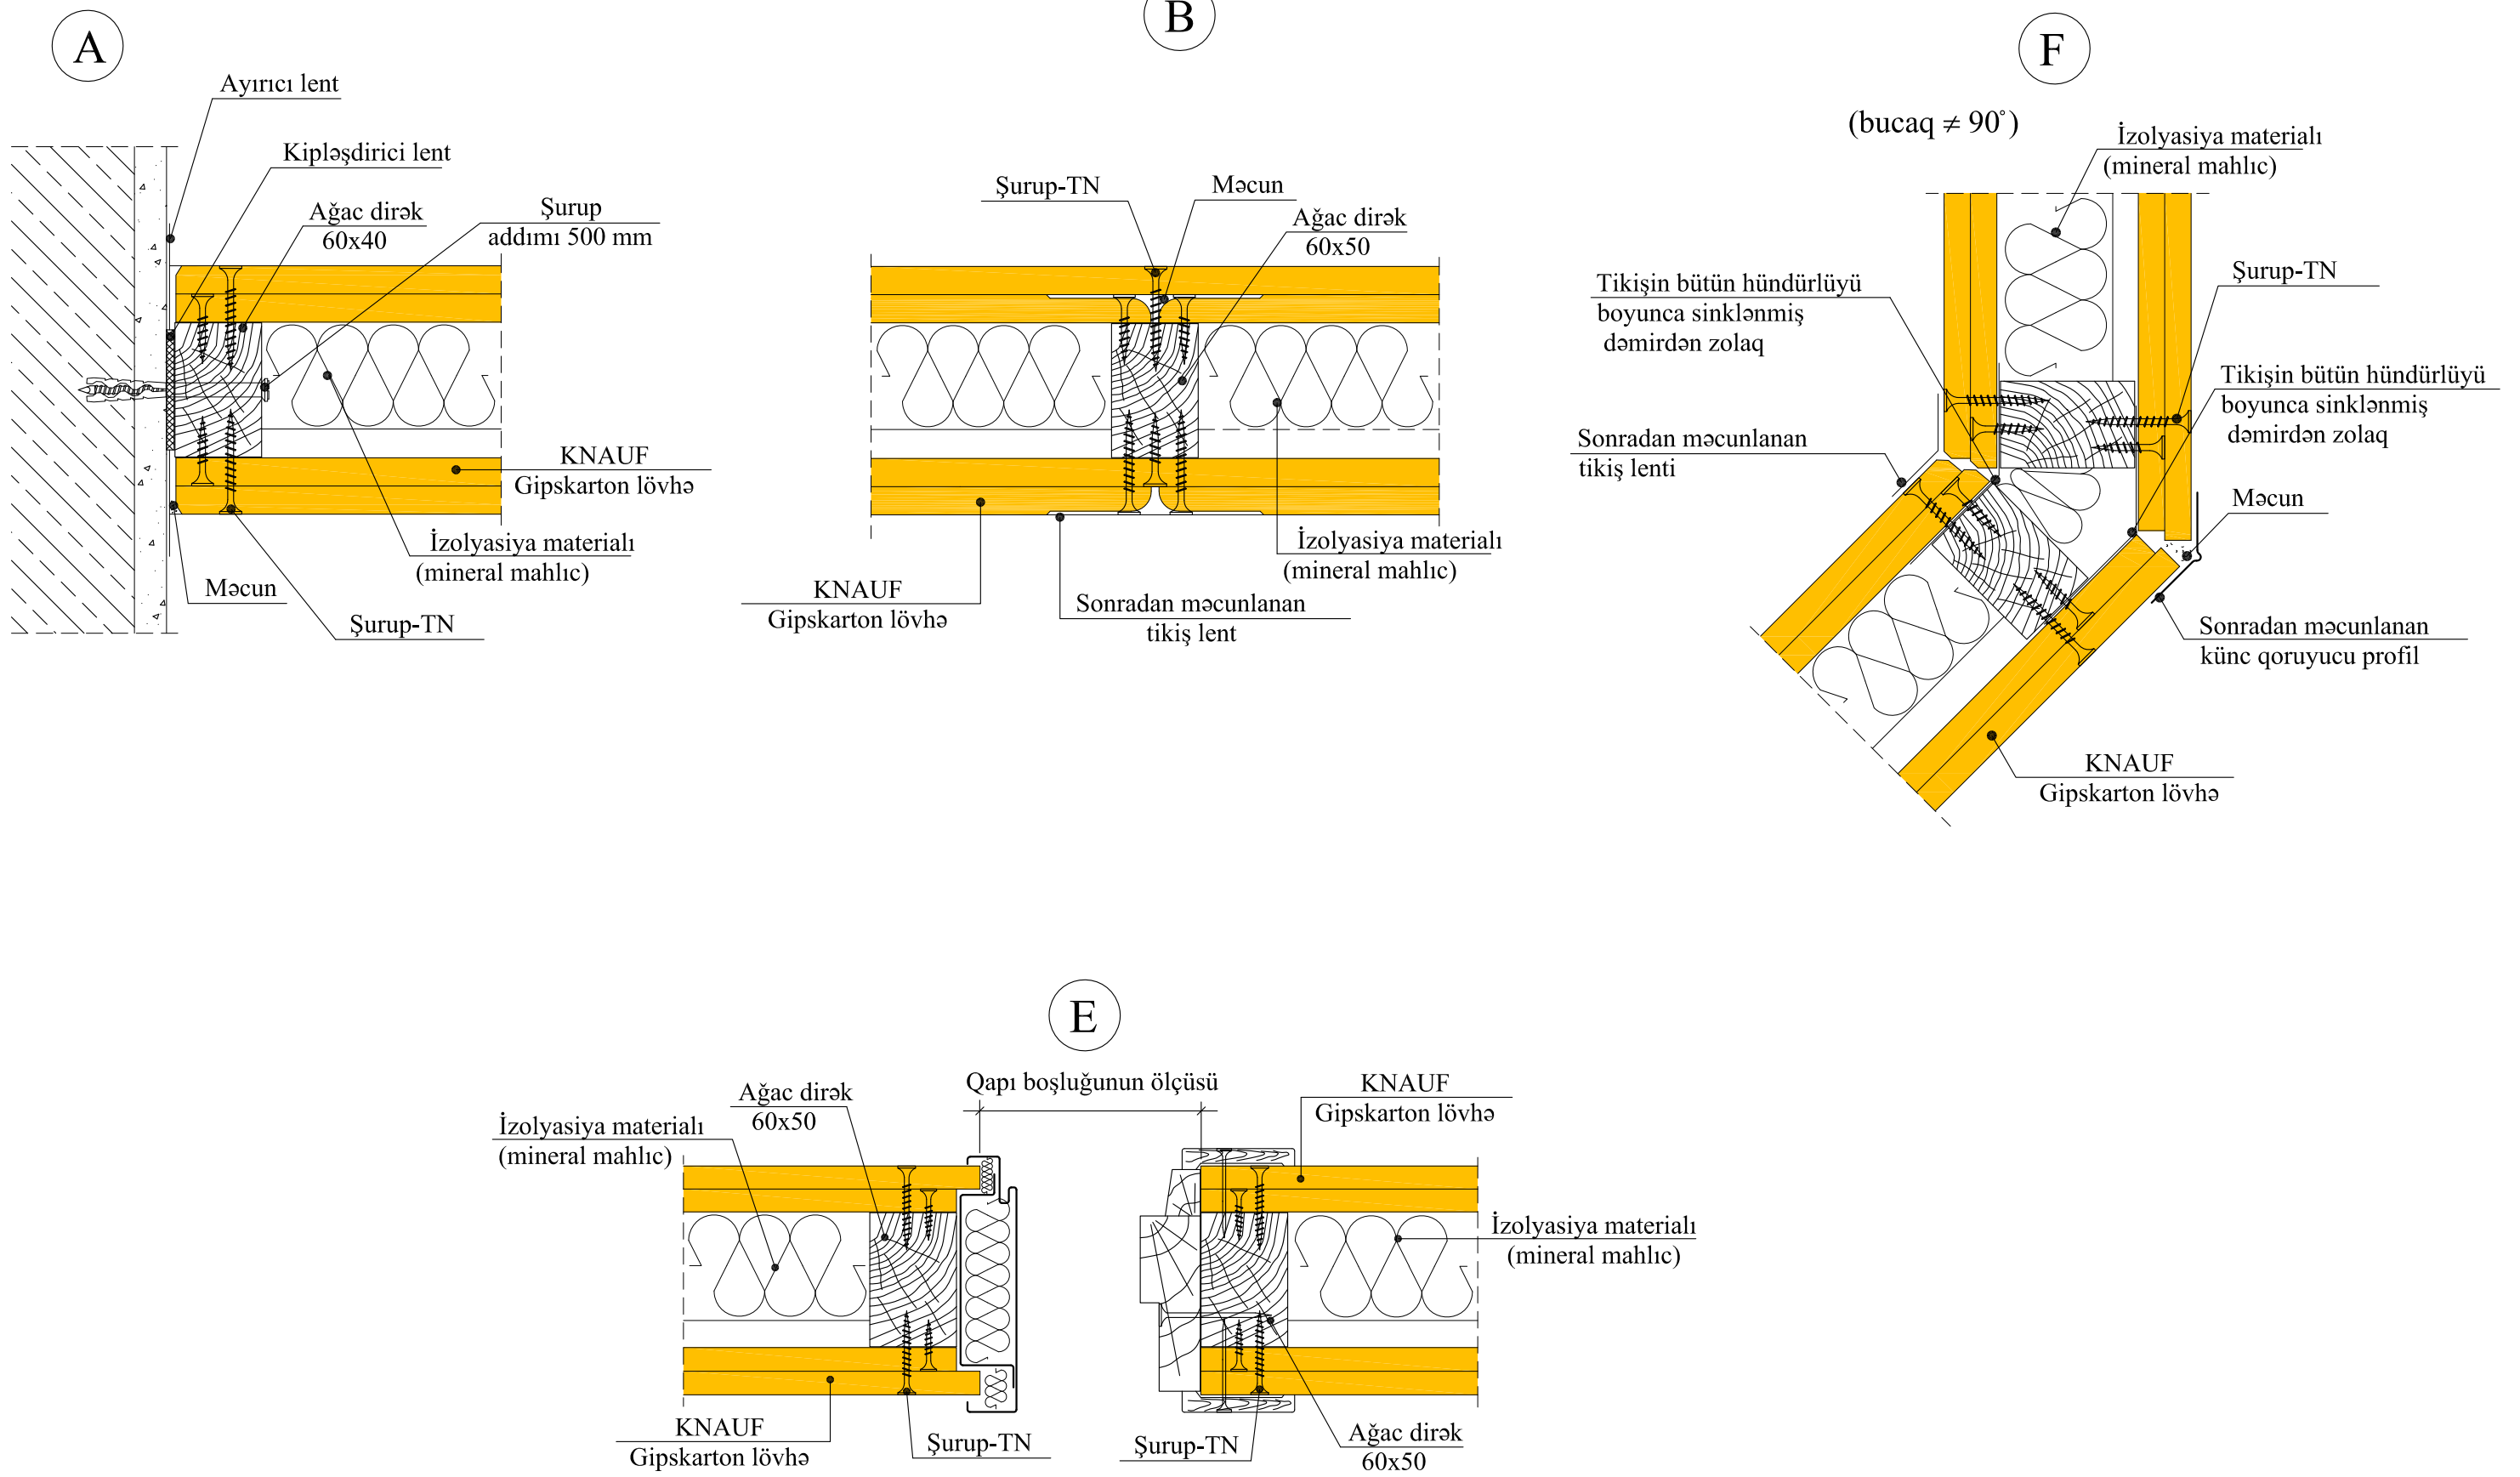 A
Ayırıcı lent
Kipləşdirici lent
Ağac dirək
60x40
Şurup
addımı 500 mm
KNAUF
Gipskarton lövhə
İzolyasiya materialı
(mineral mahlıc)
Məcun
Şurup-TN
B
Şurup-TN
Məcun
Ağac dirək
60x50
İzolyasiya materialı
(mineral mahlıc)
KNAUF
Gipskarton lövhə
Sonradan məcunlanan
tikiş lent
F
(bucaq ≠ 90°)
İzolyasiya materialı
(mineral mahlıc)
Şurup-TN
Tikişin bütün hündürlüyü
boyunca sinklənmiş
dəmirdən zolaq
Tikişin bütün hündürlüyü
boyunca sinklənmiş
dəmirdən zolaq
Sonradan məcunlanan
tikiş lenti
Məcun
Sonradan məcunlanan
künc qoruyucu profil
KNAUF
Gipskarton lövhə
E
Qapı boşluğunun ölçüsü
Ağac dirək
60x50
İzolyasiya materialı
(mineral mahlıc)
KNAUF
Gipskarton lövhə
İzolyasiya materialı
(mineral mahlıc)
KNAUF
Gipskarton lövhə
Şurup-TN
Şurup-TN
Ağac dirək
60x50